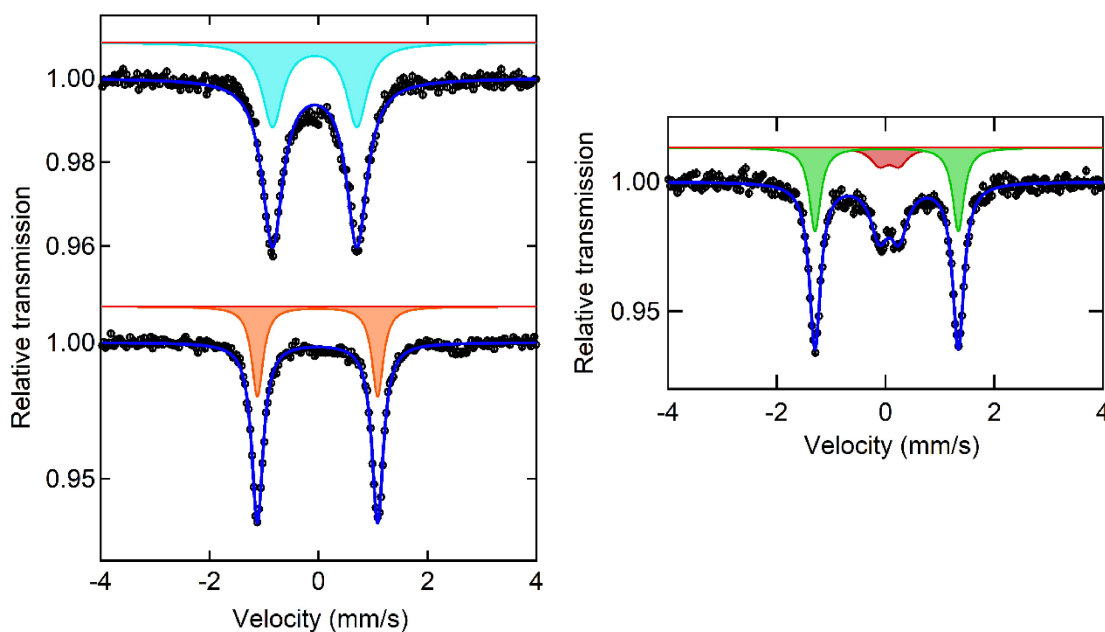 1.00
0.98
0.96
1.00
0.95
Relative transmission
-4 -2 0 2 4
Velocity (mm/s)
1.00
0.95
Relative transmission
-4 -2 0 2 4
Velocity (mm/s)